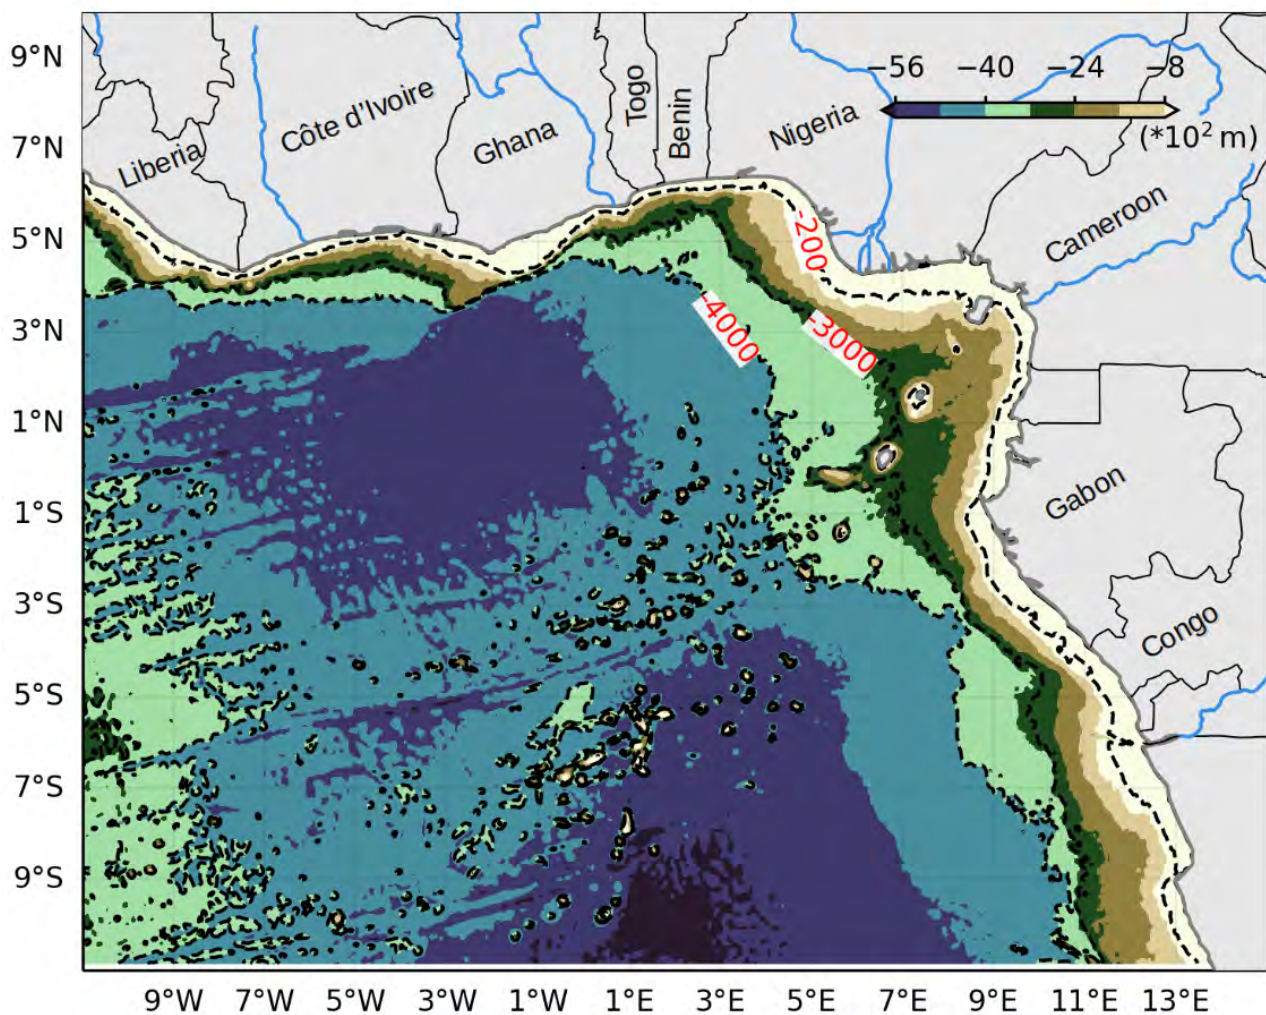 9°N
−56 −40 −24 −8
(*10² m)
Togo
Benin
Côte d'Ivoire
Ghana
Nigeria
7°N
Liberia
Cameroon
5°N
-200
3°N
-4000
-3000
1°N
1°S
Gabon
3°S
Congo
5°S
7°S
9°S
9°W 7°W 5°W 3°W 1°W 1°E 3°E 5°E 7°E 9°E 11°E 13°E